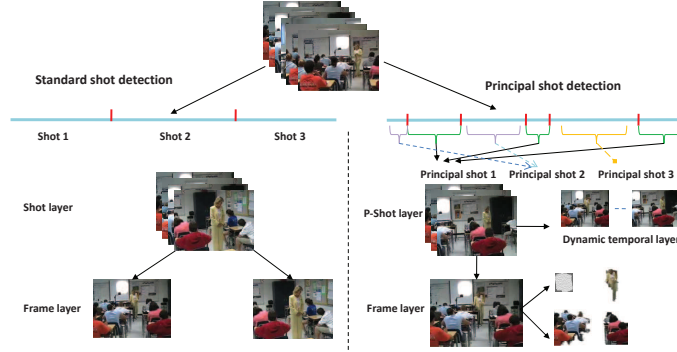 Standard shot detection
Principal shot detection
Shot 1
Shot 2
Shot 3
Principal shot 1
Principal shot 2
Principal shot 3
Shot layer
P-Shot layer
Dynamic temporal layer
Frame layer
Frame layer